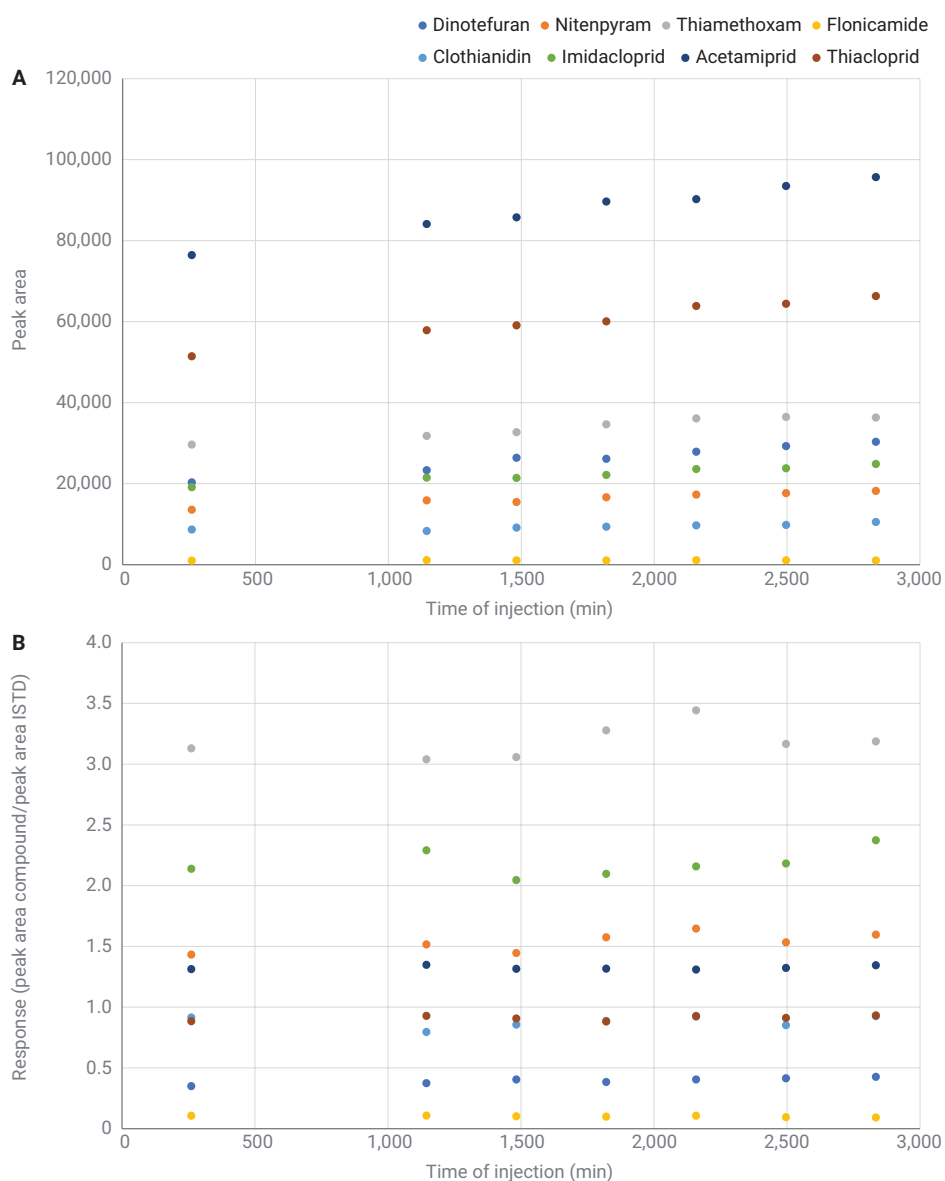 Dinotefuran Nitenpyram Thiamethoxam Flonicamide
Clothianidin Imidacloprid Acetamiprid Thiacloprid
A
120,000
100,000
80,000
60,000
40,000
20,000
0
Peak area
0 500 1,000 1,500 2,000 2,500 3,000
Time of injection (min)
B
4.0
3.5
3.0
2.5
2.0
1.5
1.0
0.5
0
Response (peak area compound/peak area ISTD)
0 500 1,000 1,500 2,000 2,500 3,000
Time of injection (min)